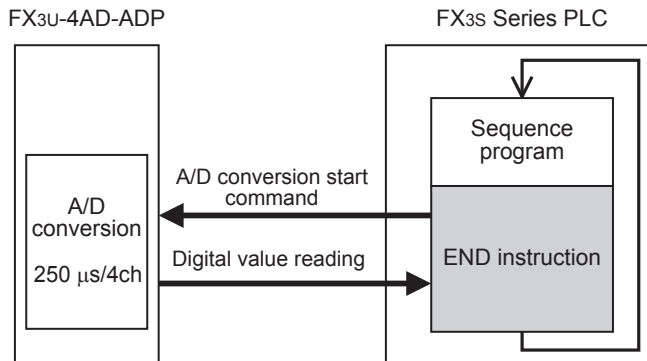 FX3U-4AD-ADP
FX3S Series PLC
Sequence
program
A/D conversion start
command
A/D
conversion
250 μs/4ch
Digital value reading
END instruction